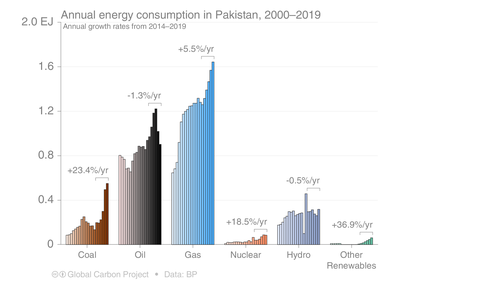 Annual energy consumption in Pakistan, 2000–2019
2.0 EJ
Annual growth rates from 2014–2019
+5.5%/yr
1.6
-1.3%/yr
1.2
0.8
+23.4%/yr
-0.5%/yr
0.4
+18.5%/yr
+36.9%/yr
0
Coal
Oil
Gas
Nuclear
Hydro
Other
Renewables
Global Carbon Project • Data: BP